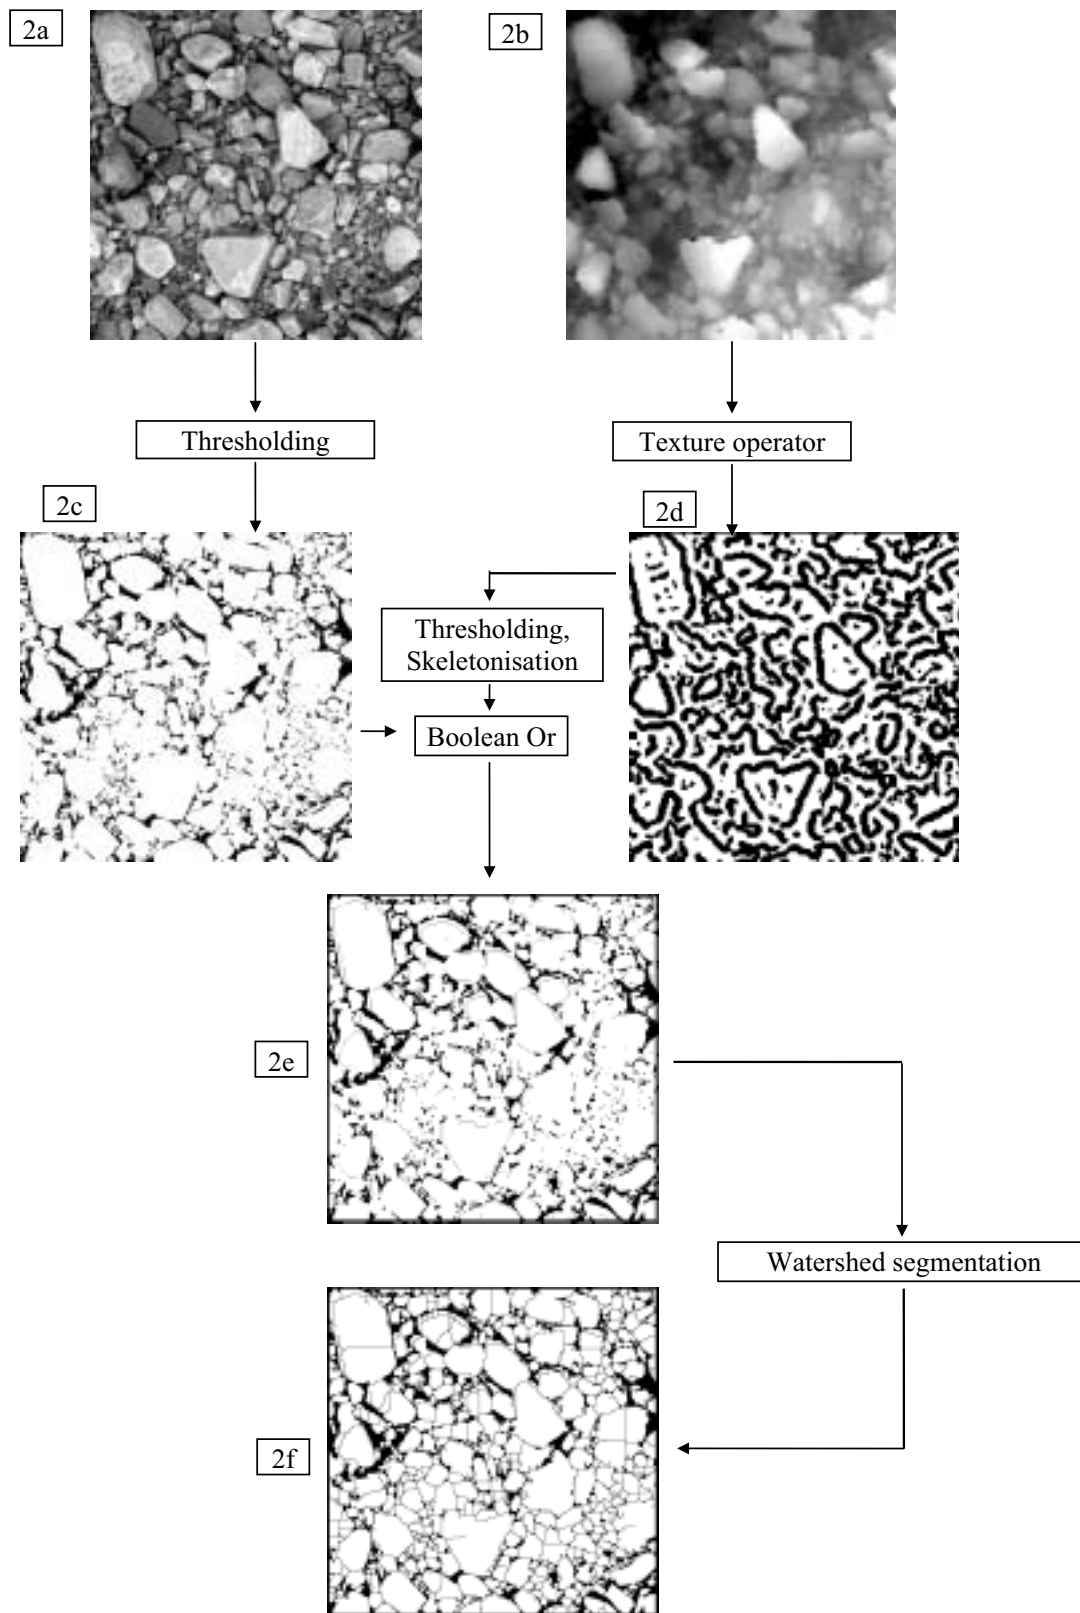 2a
2b
Thresholding
Texture operator
2c
2d
Thresholding,
Skeletonisation
Boolean Or
2e
Watershed segmentation
2f